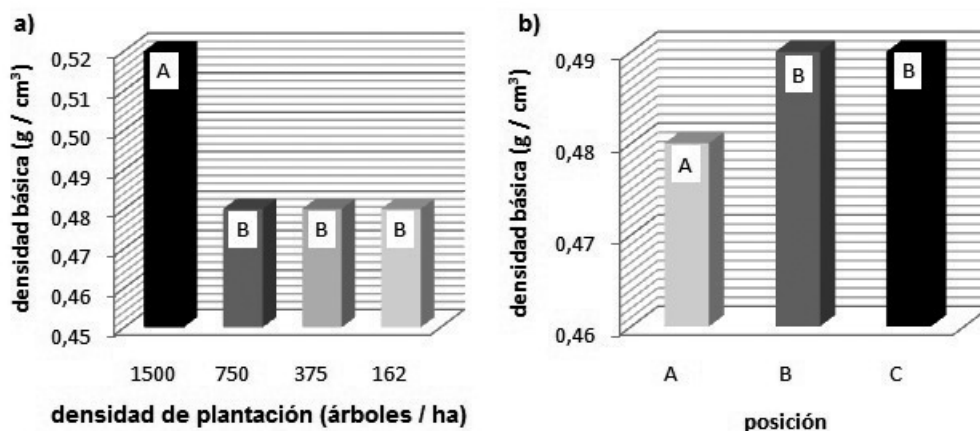 a)
densidad básica (g / cm³)
0,52
0,51
0,50
0,49
0,48
0,47
0,46
0,45
A
B
B
B
1500 750 375 162
densidad de plantación (árboles / ha)
b)
densidad básica (g / cm³)
0,49
0,48
0,47
0,46
A
B
B
A B C
posición